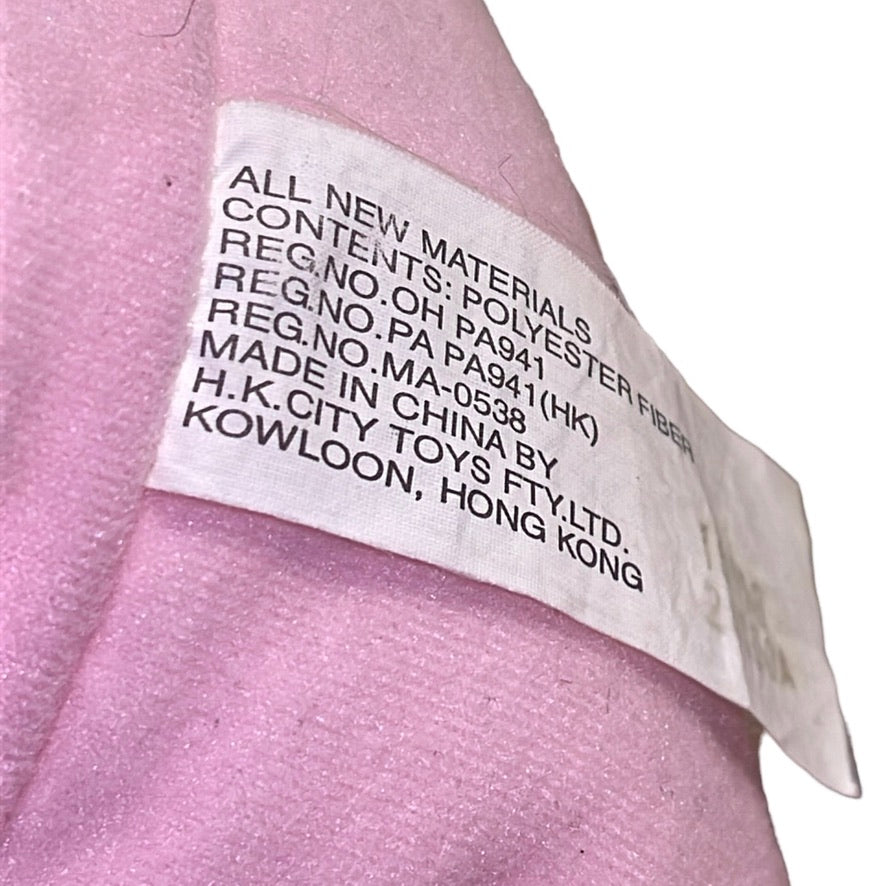 ALL NEW MATERIALS
CONTENTS: POLYESTER FIBER
REG.NO.OH PA941
REG.NO.PA PA941(HK)
REG.NO.MA-0538
MADE IN CHINA BY
H.K.CITY TOYS FTY.LTD.
KOWLOON, HONG KONG